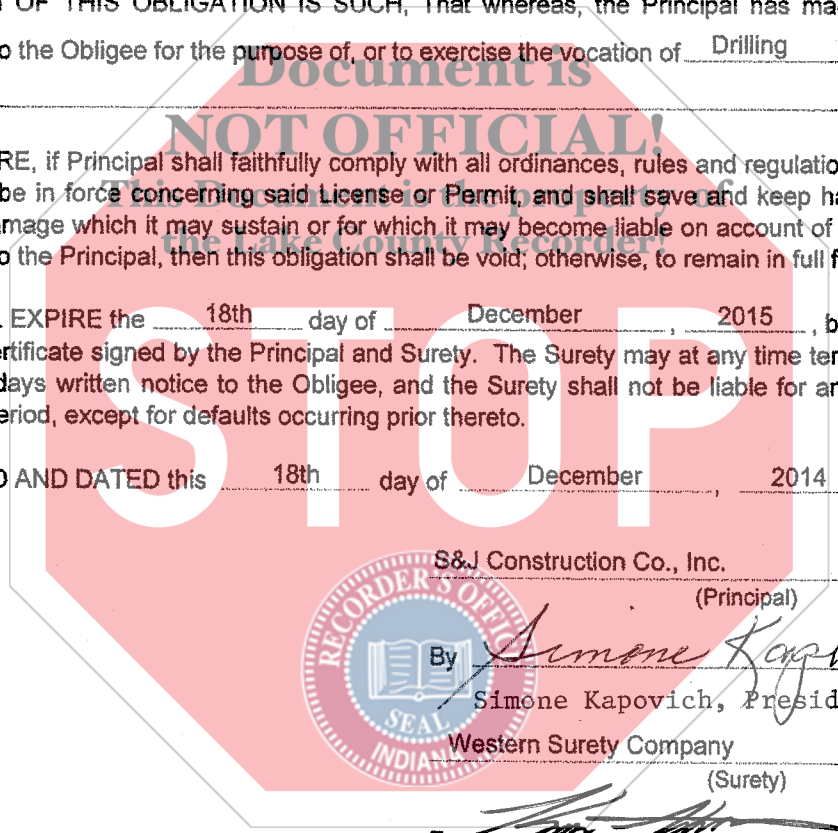 OF THIS OBLIGATION IS SUCH, That whereas, the Principal has ma
o the Obligee for the purpose of, or to exercise the vocation of Drilling
Document is
NOT OFFICIAL!
RE, if Principal shall faithfully comply with all ordinances, rules and regulatio
This Document is the property of
be in force concerning said License or Permit, and shall save and keep ha
mage which it may sustain or for which it may become liable on account of
the Lake County Recorder!
o the Principal, then this obligation shall be void; otherwise, to remain in full f
EXPIRE the 18th day of December, 2015, b
ertificate signed by the Principal and Surety. The Surety may at any time ter
days written notice to the Obligee, and the Surety shall not be liable for an
eriod, except for defaults occurring prior thereto.
STOP
D AND DATED this 18th day of December, 2014
S&J Construction Co., Inc.
(Principal)
RECORDER'S OFFIC
SEAL
INDIANA
By Simone Kap
Simone Kapovich, Presid
Western Surety Company
(Surety)